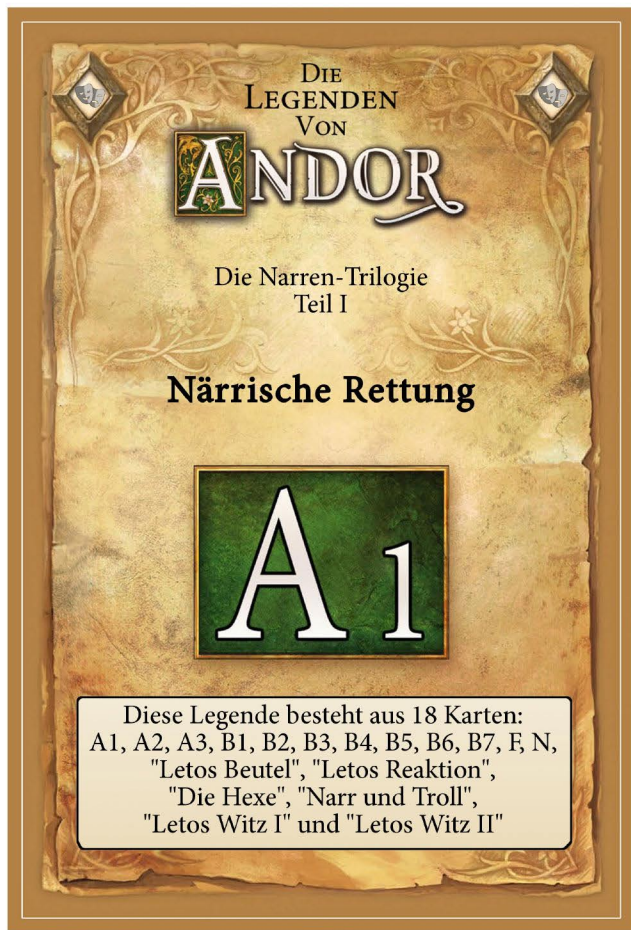 Die
Legenden
Von
Andor
Die Narren-Trilogie
Teil I
Närrische Rettung
A 1
Diese Legende besteht aus 18 Karten:
A1, A2, A3, B1, B2, B3, B4, B5, B6, B7, F, N,
"Letos Beutel", "Letos Reaktion",
"Die Hexe", "Narr und Troll",
"Letos Witz I" und "Letos Witz II"